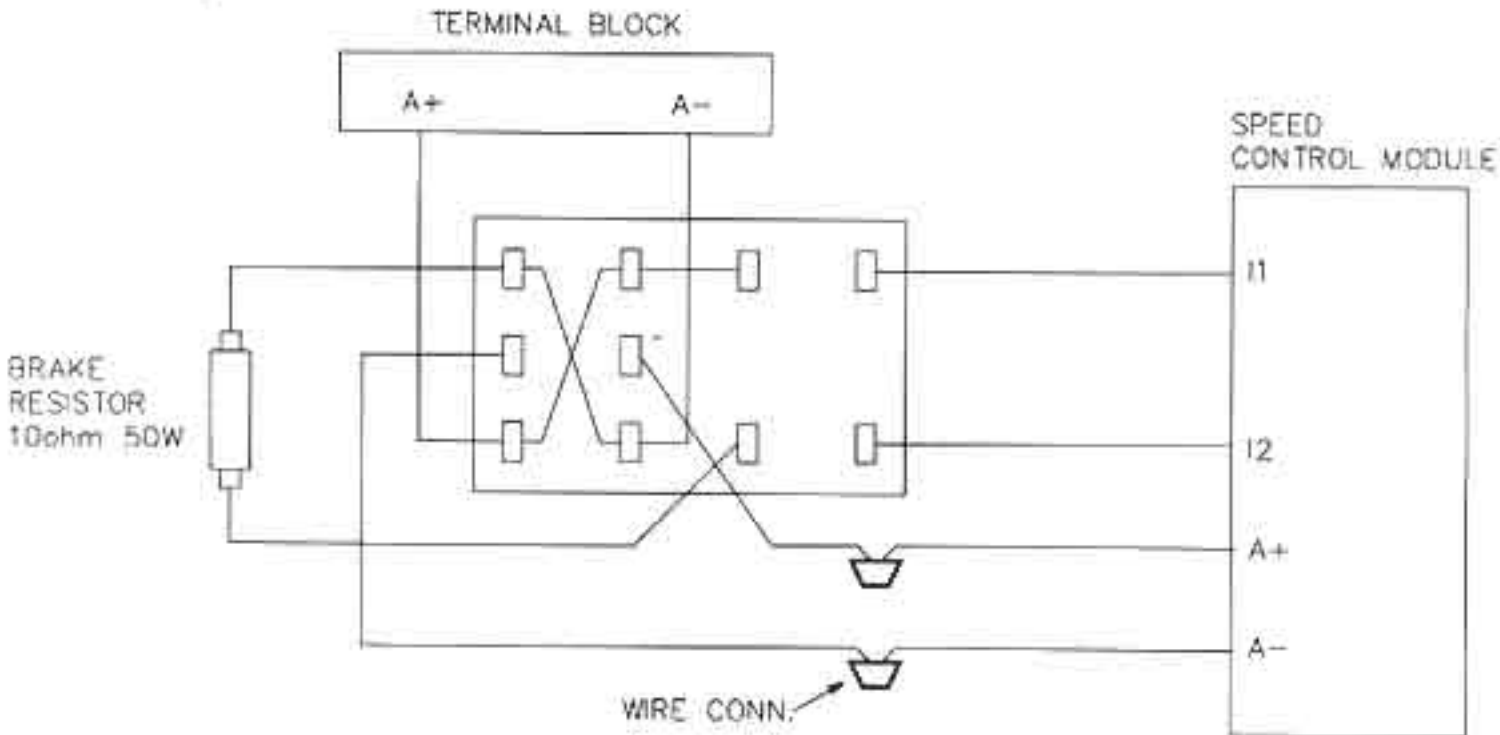 TERMINAL BLOCK
A+
A-
SPEED
CONTROL MODULE
I1
BRAKE
RESISTOR
10ohm 50W
I2
A+
A-
WIRE CONN.